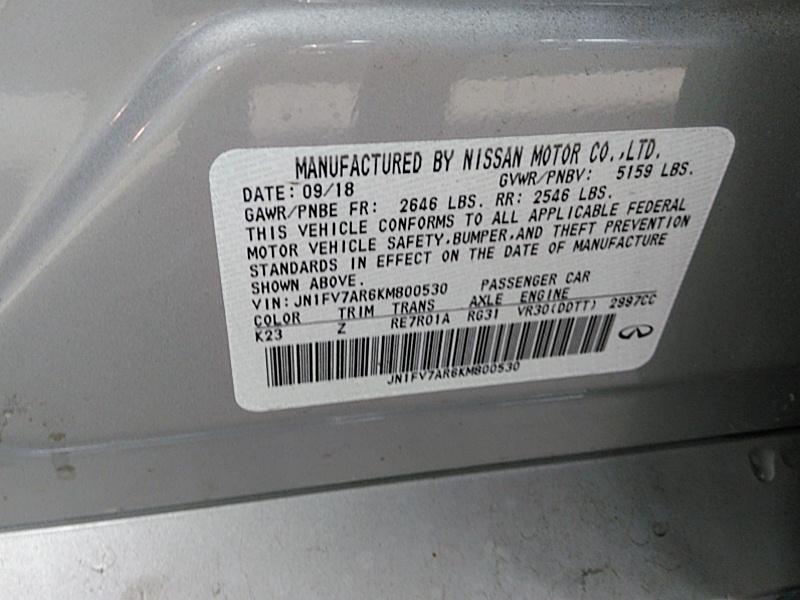 MANUFACTURED BY NISSAN MOTOR CO.,LTD.
DATE: 09/18 GVWR/PNBV: 5159 LBS.
GAWR/PNBE FR: 2646 LBS. RR: 2546 LBS.
THIS VEHICLE CONFORMS TO ALL APPLICABLE FEDERAL
MOTOR VEHICLE SAFETY,BUMPER,AND THEFT PREVENTION
STANDARDS IN EFFECT ON THE DATE OF MANUFACTURE
SHOWN ABOVE.
VIN: JN1FV7AR6KM800530 PASSENGER CAR
COLOR TRIM TRANS AXLE ENGINE
K23 Z RE7R01A RG31 VR30(DDTT) 2997CC
JN1FV7AR6KM800530